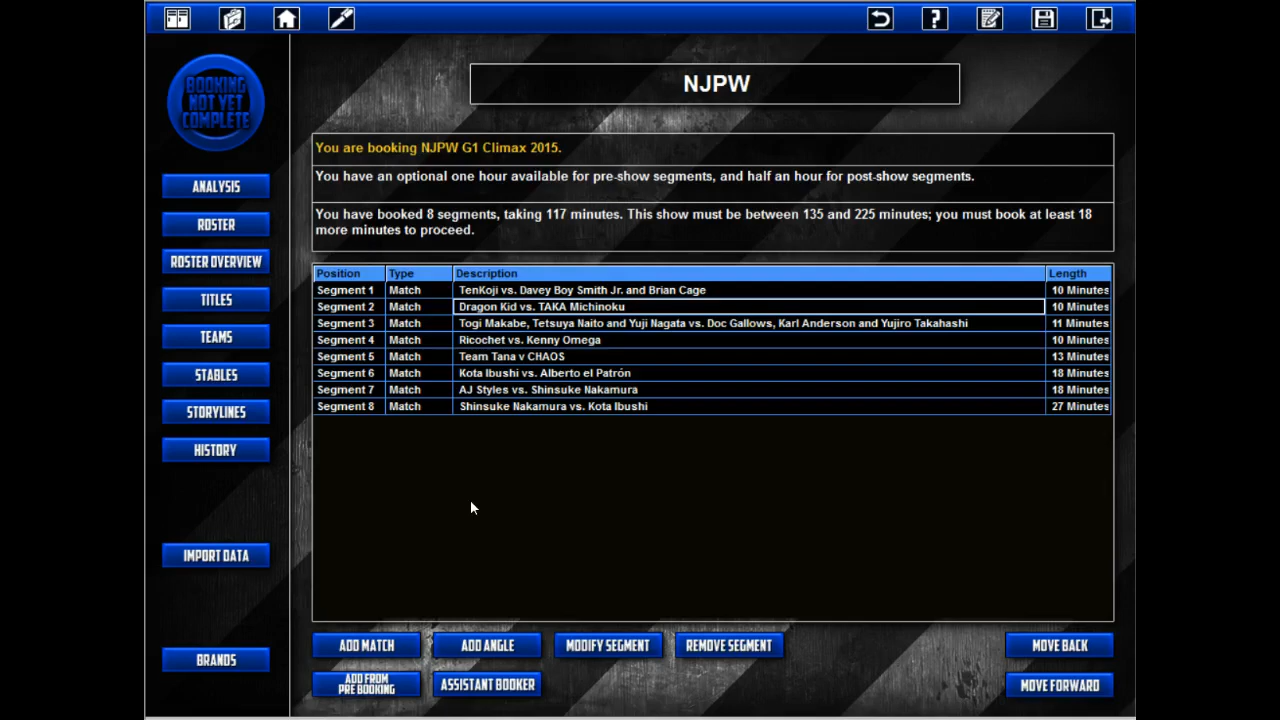 NJPW
BOOKING
NOT YET
COMPLETE
You are booking NJPW G1 Climax 2015.
You have an optional one hour available for pre-show segments, and half an hour for post-show segments.
You have booked 8 segments, taking 117 minutes. This show must be between 135 and 225 minutes; you must book at least 18
more minutes to proceed.
ANALYSIS
ROSTER
ROSTER OVERVIEW
TITLES
TEAMS
STABLES
STORYLINES
HISTORY
IMPORT DATA
BRANDS
Position Type Description Length
Segment 1 Match TenKoji vs. Davey Boy Smith Jr. and Brian Cage 10 Minutes
Segment 2 Match Dragon Kid vs. TAKA Michinoku 10 Minutes
Segment 3 Match Togi Makabe, Tetsuya Naito and Yuji Nagata vs. Doc Gallows, Karl Anderson and Yujiro Takahashi 11 Minutes
Segment 4 Match Ricochet vs. Kenny Omega 10 Minutes
Segment 5 Match Team Tana v CHAOS 13 Minutes
Segment 6 Match Kota Ibushi vs. Alberto el Patrón 18 Minutes
Segment 7 Match AJ Styles vs. Shinsuke Nakamura 18 Minutes
Segment 8 Match Shinsuke Nakamura vs. Kota Ibushi 27 Minutes
ADD MATCH ADD ANGLE MODIFY SEGMENT REMOVE SEGMENT MOVE BACK
ADD FROM
PRE BOOKING
ASSISTANT BOOKER MOVE FORWARD